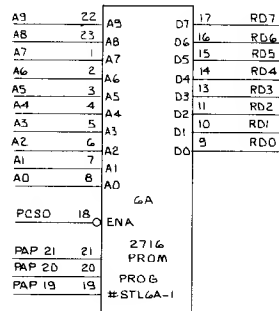 A9 22 A9 D7 17 RD7
A8 23 A8 D6 16 RD6
A7 1 A7 D5 15 RD5
A6 2 A6 D4 14 RD4
A5 3 A5 D3 13 RD3
A4 4 A4 D2 11 RD2
A3 5 A3 D1 10 RD1
A2 6 A2 D0 9 RD0
A1 7 A1
A0 8 A0
6A
PCS0 18 ENA
2716
PAP 21 21 PROM
PAP 20 20
PAP 19 19 PROG
#STL6A-1